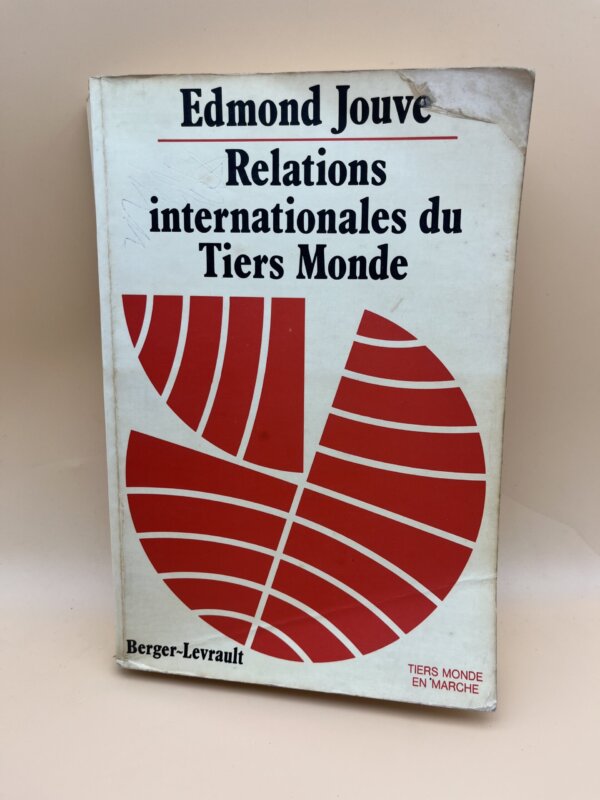 Edmond Jouve
Relations
internationales du
Tiers Monde
Berger-Levrault
TIERS MONDE
EN MARCHE